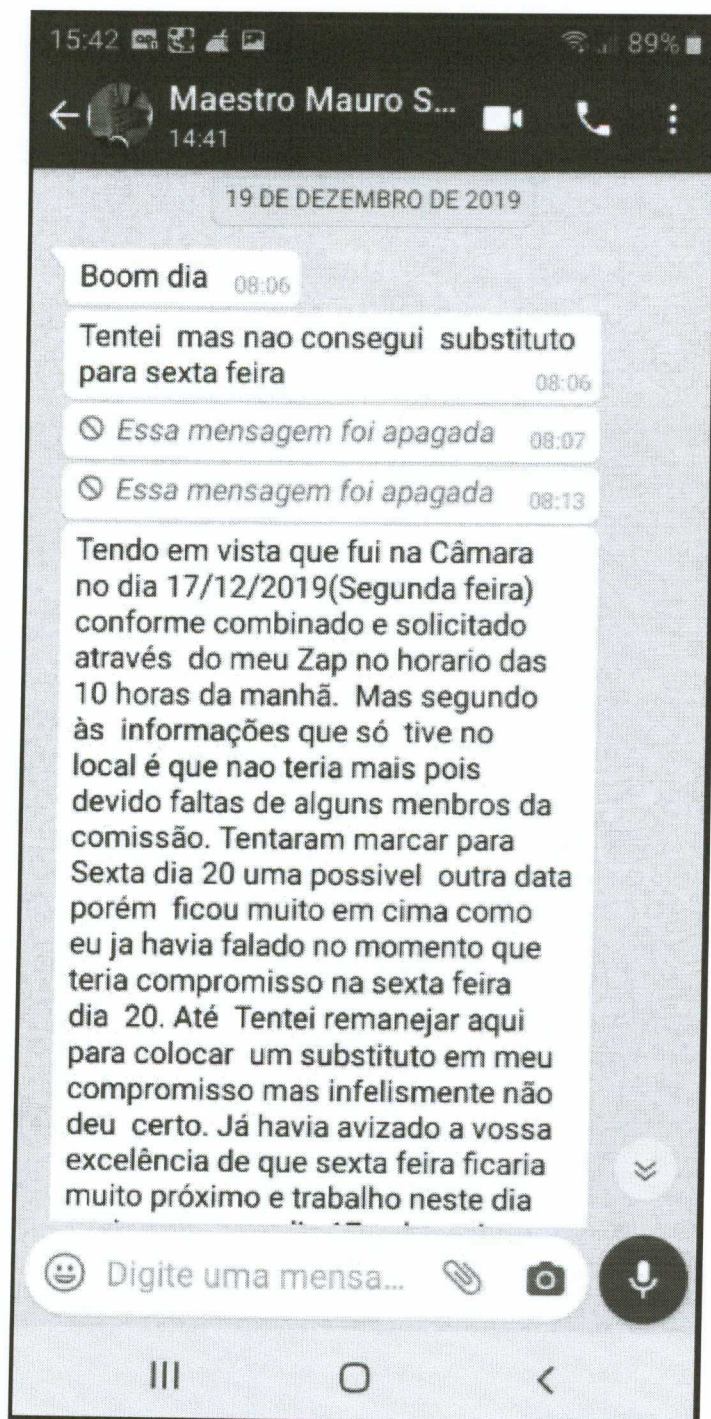 15:42
89%
Maestro Mauro S...
14:41
19 DE DEZEMBRO DE 2019
Boom dia 08:06
Tentei mas nao consegui substituto
para sexta feira 08:06
Essa mensagem foi apagada 08:07
Essa mensagem foi apagada 08:13
Tendo em vista que fui na Câmara
no dia 17/12/2019(Segunda feira)
conforme combinado e solicitado
através do meu Zap no horario das
10 horas da manhã. Mas segundo
às informações que só tive no
local é que nao teria mais pois
devido faltas de alguns menbros da
comissão. Tentaram marcar para
Sexta dia 20 uma possivel outra data
porém ficou muito em cima como
eu ja havia falado no momento que
teria compromisso na sexta feira
dia 20. Até Tentei remanejar aqui
para colocar um substituto em meu
compromisso mas infelismente não
deu certo. Já havia avizado a vossa
excelência de que sexta feira ficaria
muito próximo e trabalho neste dia
Digite uma mensa...